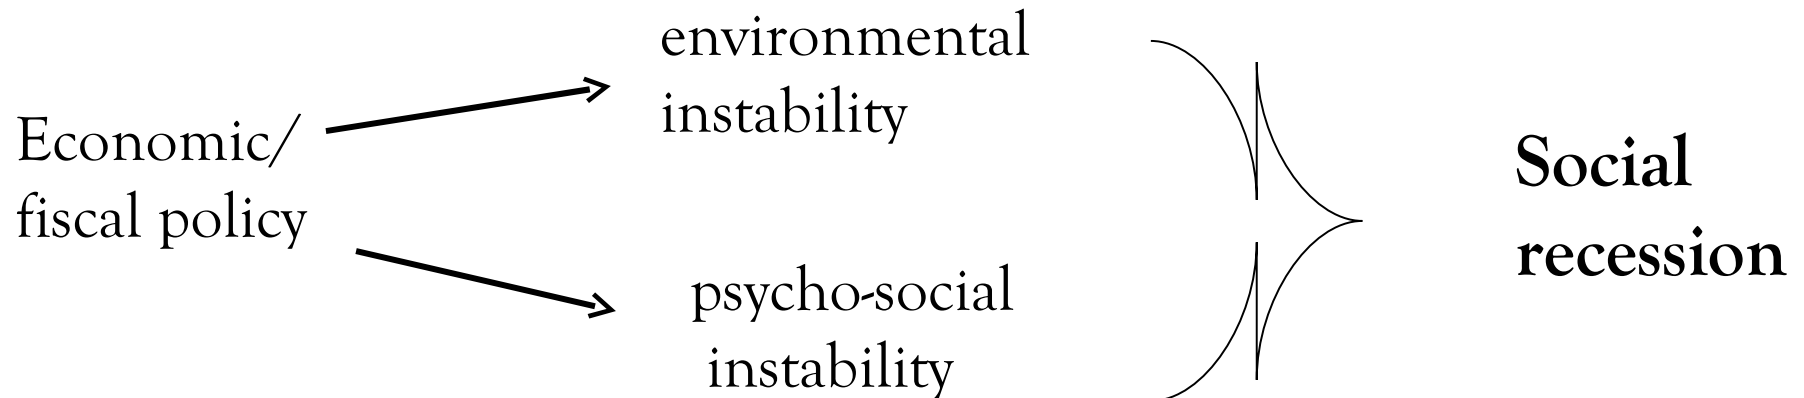 Economic/
fiscal policy
environmental
instability
psycho-social
instability
Social
recession